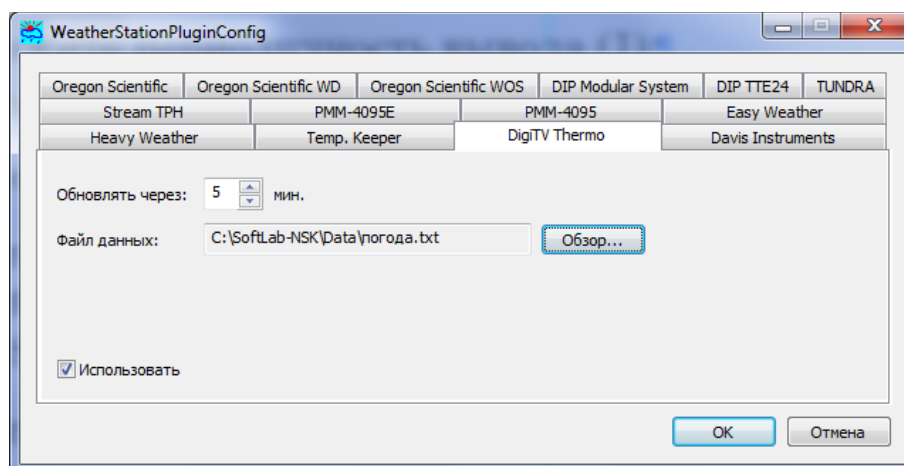 WeatherStationPluginConfig
Oregon Scientific Oregon Scientific WD Oregon Scientific WOS DIP Modular System DIP TTE24 TUNDRA
Stream TPH PMM-4095E PMM-4095 Easy Weather
Heavy Weather Temp. Keeper DigiTV Thermo Davis Instruments
Обновлять через: 5 мин.
Файл данных: C:\SoftLab-NSK\Data\погода.txt Обзор...
Использовать
OK Отмена